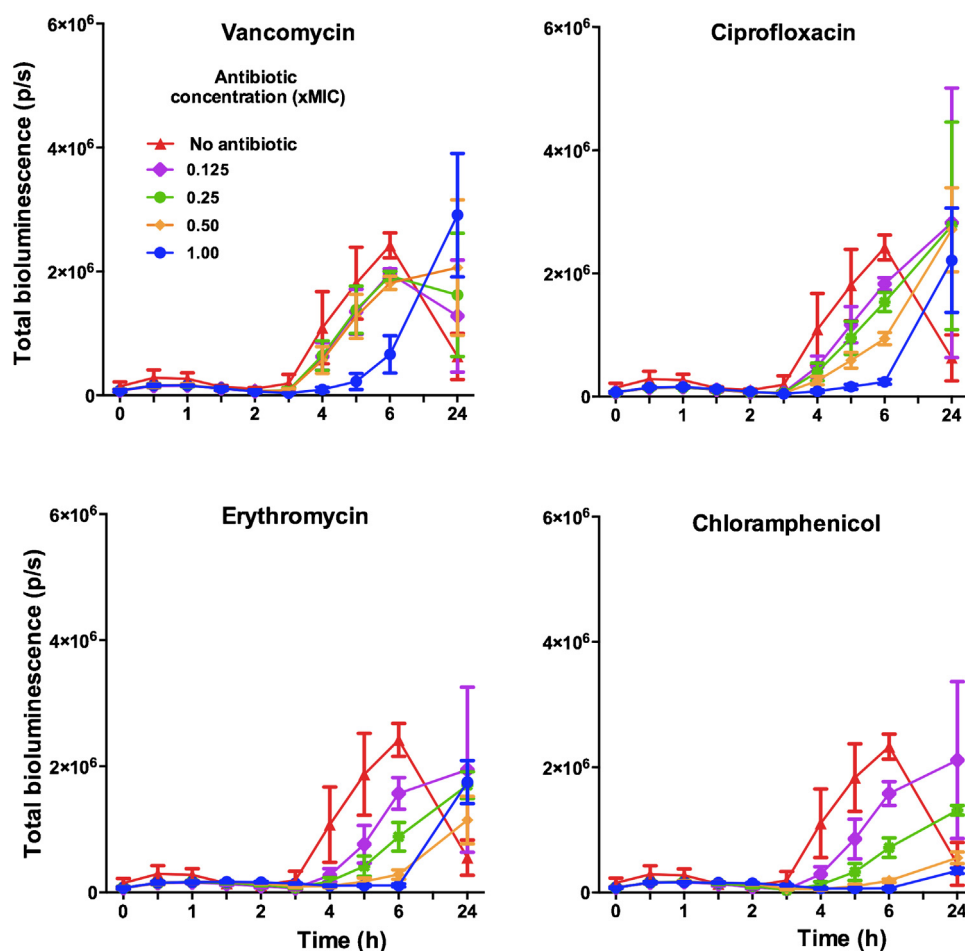 Vancomycin
Total bioluminescence (p/s)
6×10⁶
4×10⁶
2×10⁶
0
Antibiotic
concentration (xMIC)
No antibiotic
0.125
0.25
0.50
1.00
0 1 2 4 6 24
Ciprofloxacin
6×10⁶
4×10⁶
2×10⁶
0
0 1 2 4 6 24
Erythromycin
Total bioluminescence (p/s)
6×10⁶
4×10⁶
2×10⁶
0
0 1 2 4 6 24
Time (h)
Chloramphenicol
6×10⁶
4×10⁶
2×10⁶
0
0 1 2 4 6 24
Time (h)